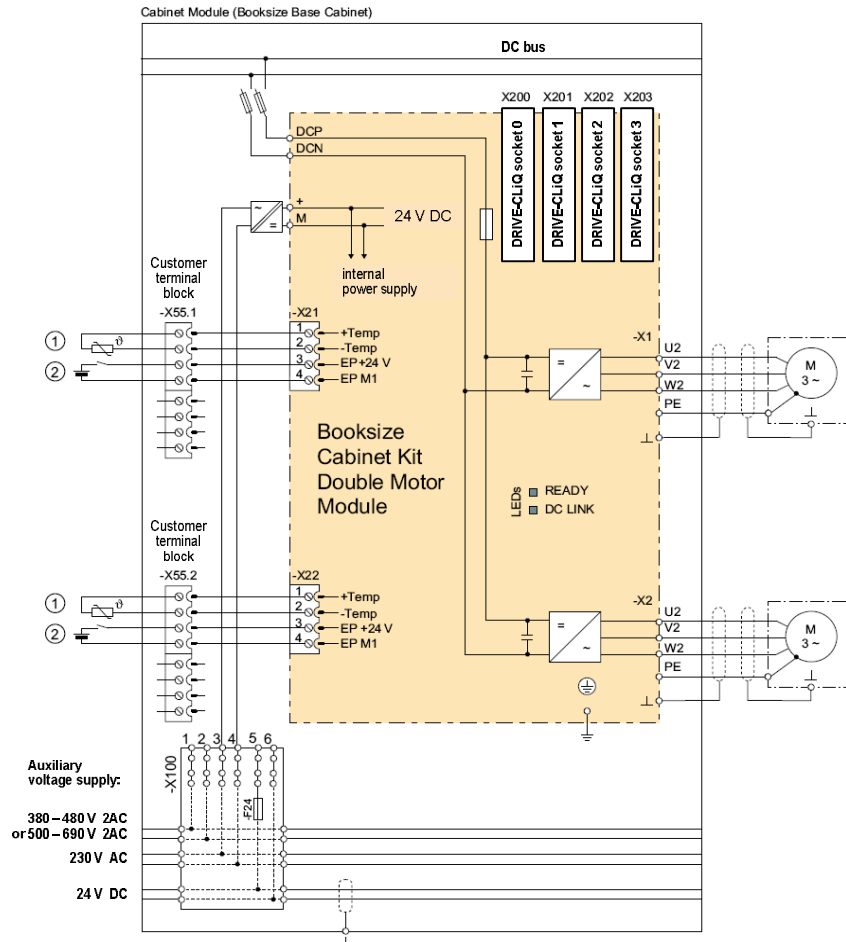 Cabinet Module (Booksize Base Cabinet)
DC bus
X200 X201 X202 X203
DRIVE-CLiQ socket 0
DRIVE-CLiQ socket 1
DRIVE-CLiQ socket 2
DRIVE-CLiQ socket 3
DCP
DCN
~
=
+
M
24 V DC
internal
power supply
Customer
terminal
block
-X55.1
-X21
1
2
ϑ
1 +Temp
2 -Temp
3 EP +24 V
4 EP M1
=
~
-X1
U2
V2
W2
PE
M
3 ~
Booksize
Cabinet Kit
Double Motor
Module
LEDs
READY
DC LINK
Customer
terminal
block
-X55.2
-X22
1
2
ϑ
1 +Temp
2 -Temp
3 EP +24 V
4 EP M1
=
~
-X2
U2
V2
W2
PE
M
3 ~
1 2 3 4 5 6
-X100
-F24
Auxiliary
voltage supply:
380 – 480 V 2AC
or 500 – 690 V 2AC
230 V AC
24 V DC